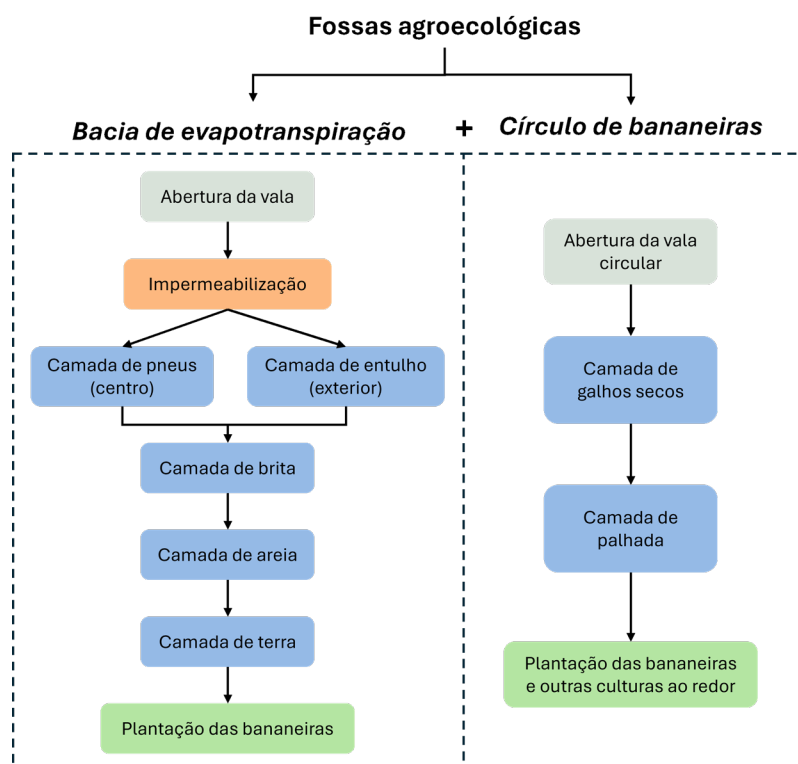 Fossas agroecológicas
Bacia de evapotranspiração
+
Círculo de bananeiras
Abertura da vala
Impermeabilização
Camada de pneus
(centro)
Camada de entulho
(exterior)
Camada de brita
Camada de areia
Camada de terra
Plantação das bananeiras
Abertura da vala
circular
Camada de
galhos secos
Camada de
palhada
Plantação das bananeiras
e outras culturas ao redor